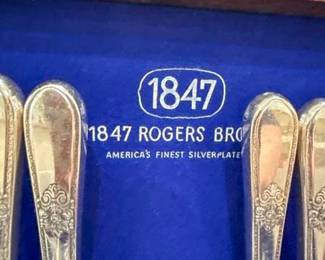 1847
1847 ROGERS BRO
AMERICA'S FINEST SILVERPLATE